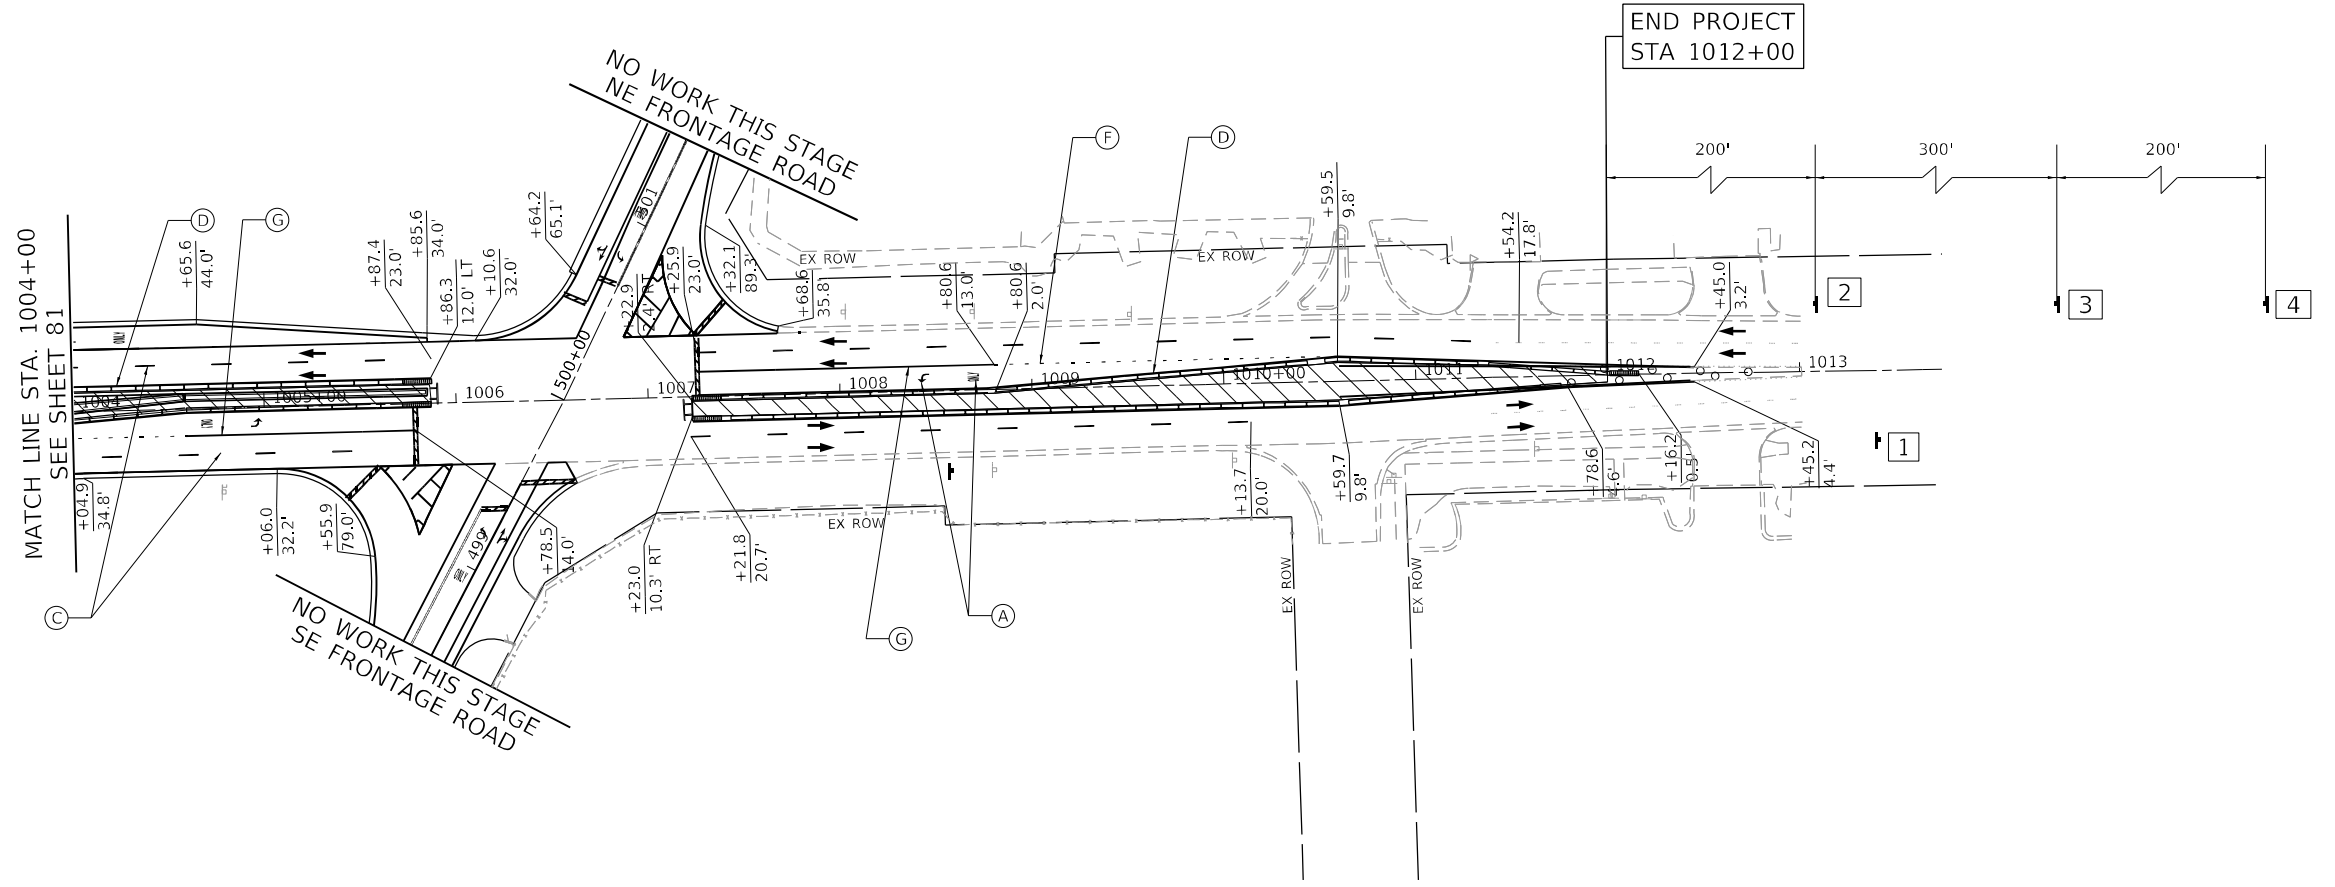 END PROJECT
STA 1012+00
NO WORK THIS STAGE
NE FRONTAGE ROAD
F
D
200'
300'
200'
D
G
+65.6
44.0'
+87.4
23.0'
+85.6
34.0'
+86.3
12.0' LT
+10.6
32.0'
+64.2
65.1'
501
+22.9
2.4' RT
+25.9
23.0'
+32.1
89.3'
+68.6
35.8'
EX ROW
+80.6
13.0'
+80.6
2.0'
EX ROW
+59.5
9.8'
+54.2
17.8'
+45.0
3.2'
2
3
4
MATCH LINE STA. 1004+00
SEE SHEET 81
ONLY
1004
1005+00
1006
500+00
1007
1008
ONLY
1009
1010+00
1011
1012
1013
1
+04.9
34.8'
+06.0
32.2'
+55.9
79.0'
499
+78.5
14.0'
+23.0
10.3' RT
+21.8
20.7'
EX ROW
+13.7
20.0'
+59.7
9.8'
+78.6
+16.2
0.5'
+45.2
4.4'
EX ROW
EX ROW
C
G
A
NO WORK THIS STAGE
SE FRONTAGE ROAD